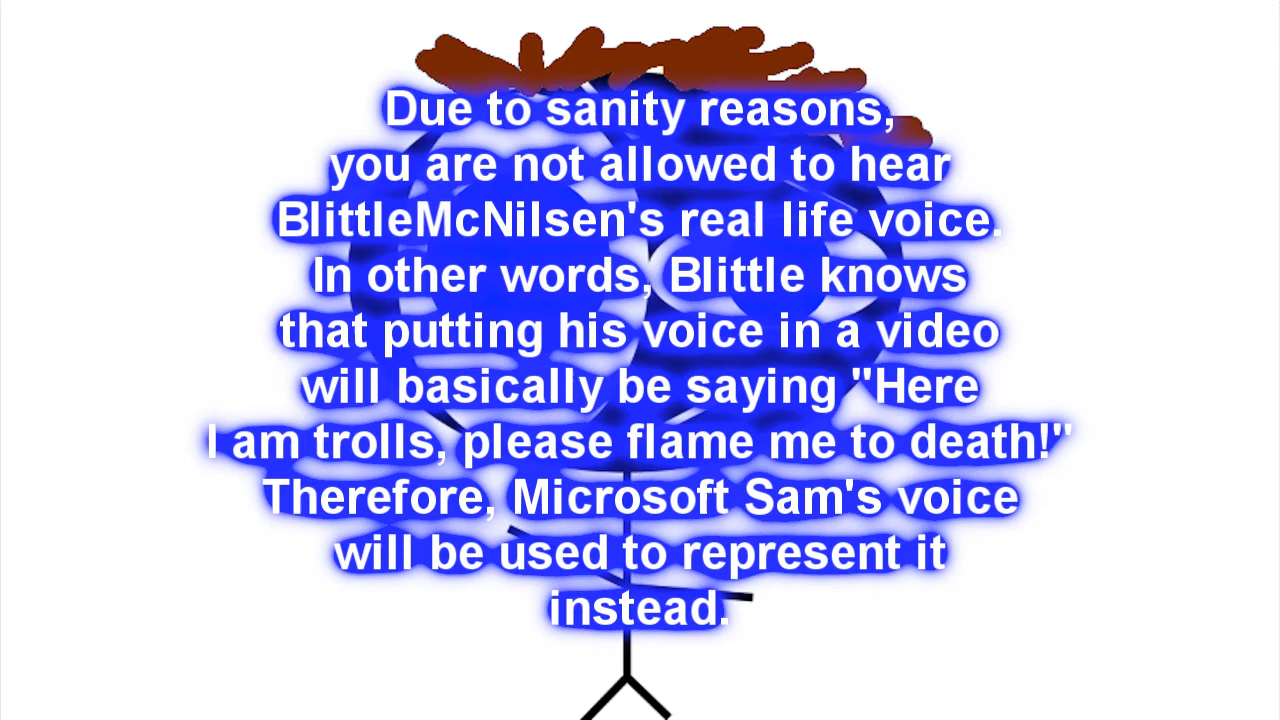 Due to sanity reasons,
you are not allowed to hear
BlittleMcNilsen's real life voice.
In other words, Blittle knows
that putting his voice in a video
will basically be saying "Here
I am trolls, please flame me to death!"
Therefore, Microsoft Sam's voice
will be used to represent it
instead.